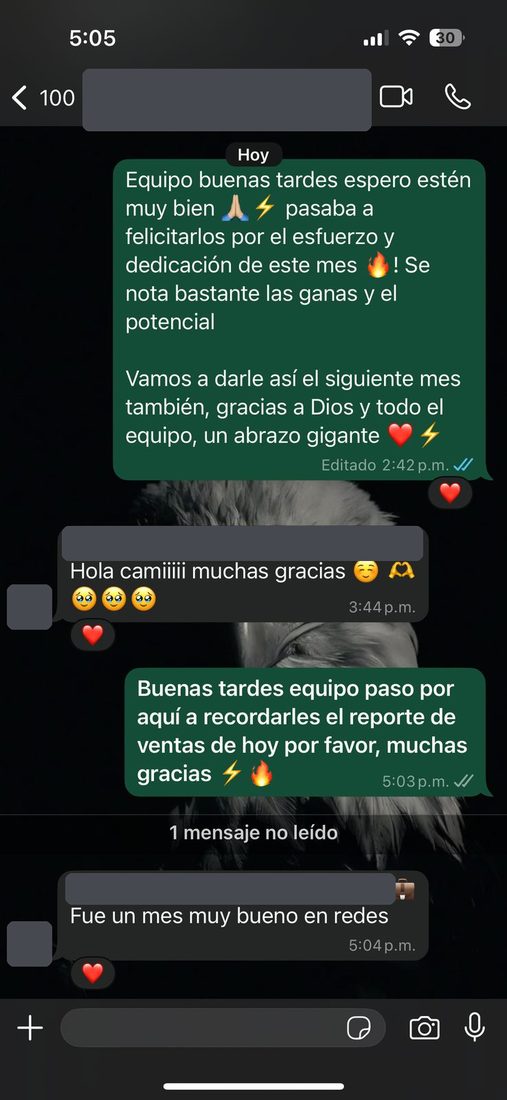 5:05
30
100
Hoy
Equipo buenas tardes espero estén
muy bien 🙏🏼⚡ pasaba a
felicitarlos por el esfuerzo y
dedicación de este mes 🔥! Se
nota bastante las ganas y el
potencial
Vamos a darle así el siguiente mes
también, gracias a Dios y todo el
equipo, un abrazo gigante ❤️⚡
Editado 2:42 p.m.
Hola camiiiii muchas gracias ☺️ 🫶
🥹🥹🥹
3:44 p.m.
Buenas tardes equipo paso por
aquí a recordarles el reporte de
ventas de hoy por favor, muchas
gracias ⚡🔥
5:03 p.m.
1 mensaje no leído
Fue un mes muy bueno en redes
5:04 p.m.